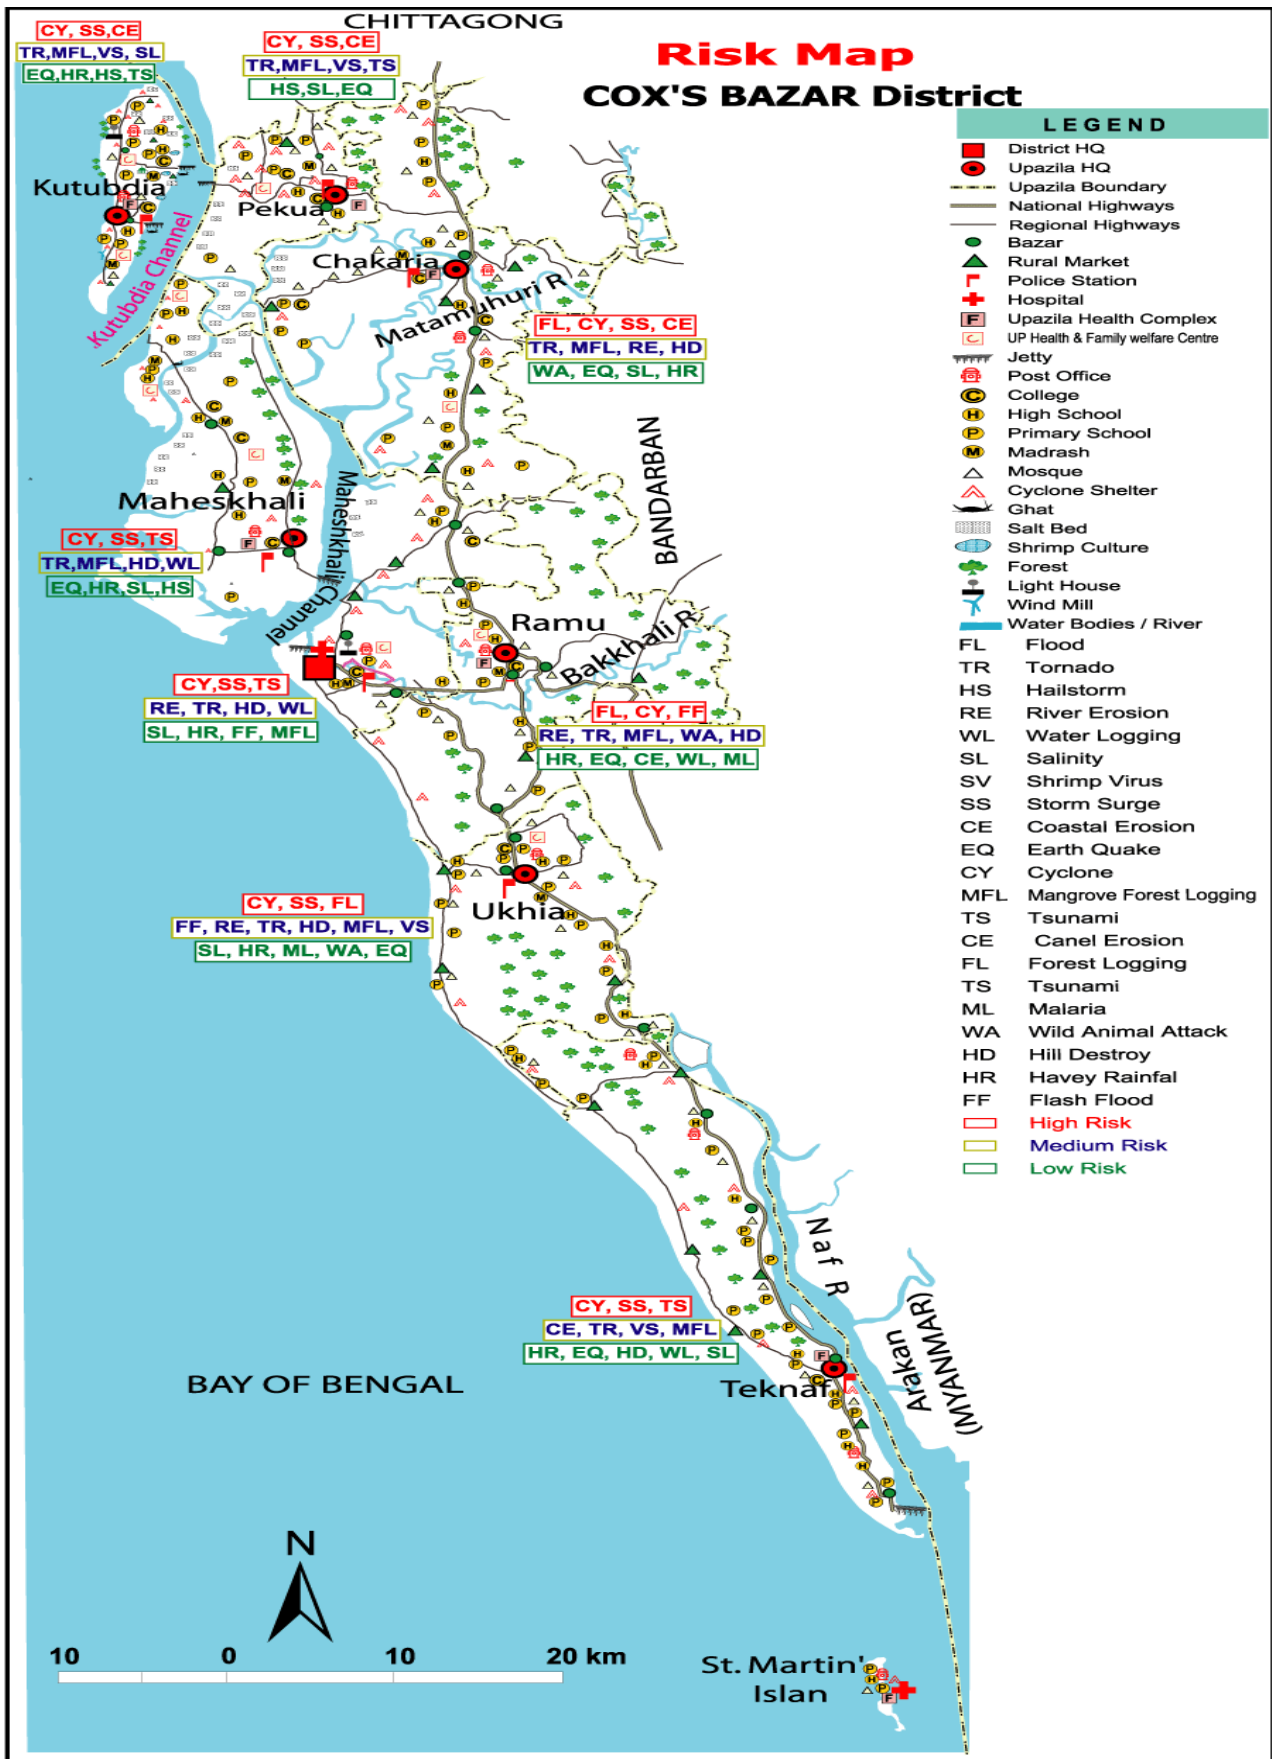 CHITTAGONG
Risk Map
COX'S BAZAR District
CY, SS,CE
TR,MFL,VS, SL
EQ,HR,HS,TS
CY, SS,CE
TR,MFL,VS,TS
HS,SL,EQ
Kutubdia
Pekua
Kutubdia Channel
Chakaria
Matamuhuri R
FL, CY, SS, CE
TR, MFL, RE, HD
WA, EQ, SL, HR
BANDARBAN
Maheskhali
Maheshkhali Channel
CY, SS,TS
TR,MFL,HD,WL
EQ,HR,SL,HS
Ramu
Bakkhali R
CY,SS,TS
RE, TR, HD, WL
SL, HR, FF, MFL
FL, CY, FF
RE, TR, MFL, WA, HD
HR, EQ, CE, WL, ML
Ukhia
CY, SS, FL
FF, RE, TR, HD, MFL, VS
SL, HR, ML, WA, EQ
Naf R
Arakan
(MYANMAR)
CY, SS, TS
CE, TR, VS, MFL
HR, EQ, HD, WL, SL
Teknaf
BAY OF BENGAL
N
10 0 10 20 km
St. Martin'
Islan
LEGEND
District HQ
Upazila HQ
Upazila Boundary
National Highways
Regional Highways
Bazar
Rural Market
Police Station
Hospital
F Upazila Health Complex
C UP Health & Family welfare Centre
Jetty
Post Office
C College
H High School
P Primary School
M Madrash
Mosque
Cyclone Shelter
Ghat
Salt Bed
Shrimp Culture
Forest
Light House
Wind Mill
Water Bodies / River
FL Flood
TR Tornado
HS Hailstorm
RE River Erosion
WL Water Logging
SL Salinity
SV Shrimp Virus
SS Storm Surge
CE Coastal Erosion
EQ Earth Quake
CY Cyclone
MFL Mangrove Forest Logging
TS Tsunami
CE Canel Erosion
FL Forest Logging
TS Tsunami
ML Malaria
WA Wild Animal Attack
HD Hill Destroy
HR Havey Rainfal
FF Flash Flood
High Risk
Medium Risk
Low Risk